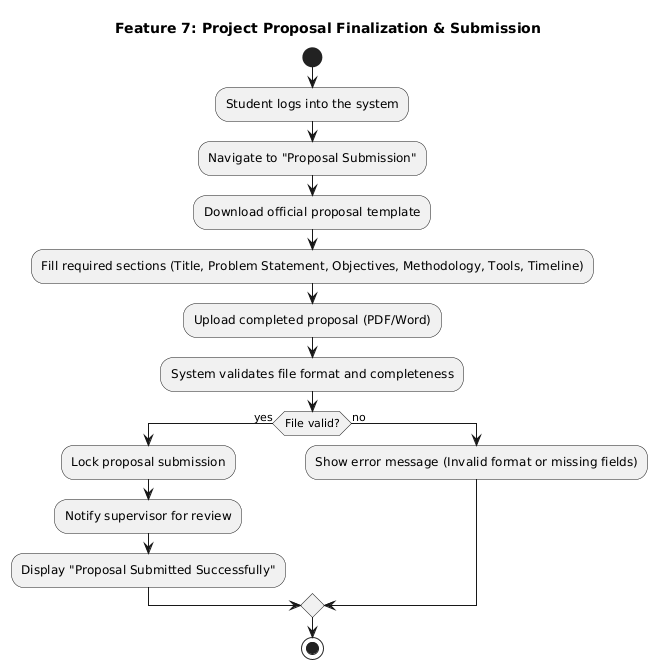 Feature 7: Project Proposal Finalization & Submission
Student logs into the system
Navigate to "Proposal Submission"
Download official proposal template
Fill required sections (Title, Problem Statement, Objectives, Methodology, Tools, Timeline)
Upload completed proposal (PDF/Word)
System validates file format and completeness
yes
File valid?
no
Lock proposal submission
Show error message (Invalid format or missing fields)
Notify supervisor for review
Display "Proposal Submitted Successfully"